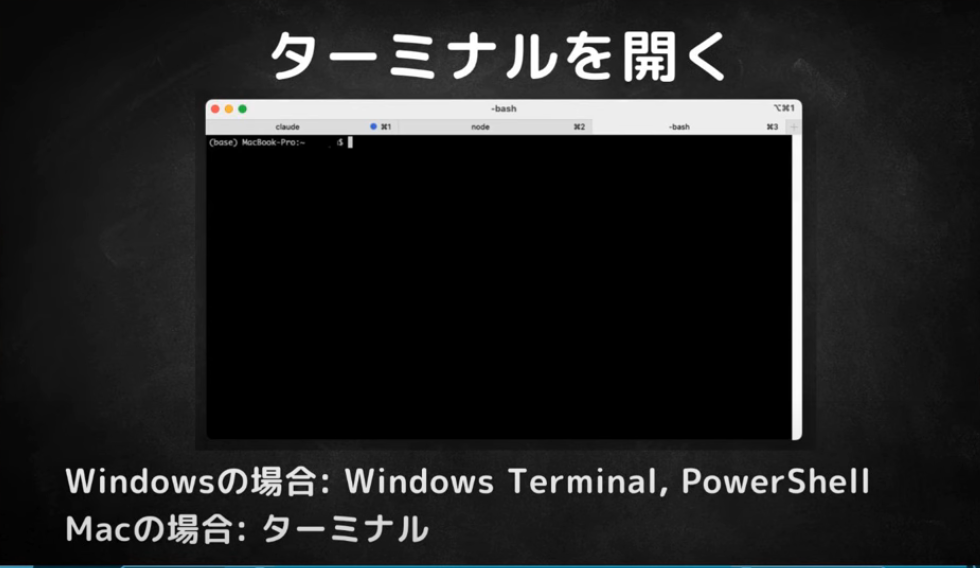 ターミナルを開く
-bash
⌥⌘1
claude
⌘1
node
⌘2
-bash
⌘3
(base) MacBook-Pro:~ $
Windowsの場合: Windows Terminal, PowerShell
Macの場合: ターミナル